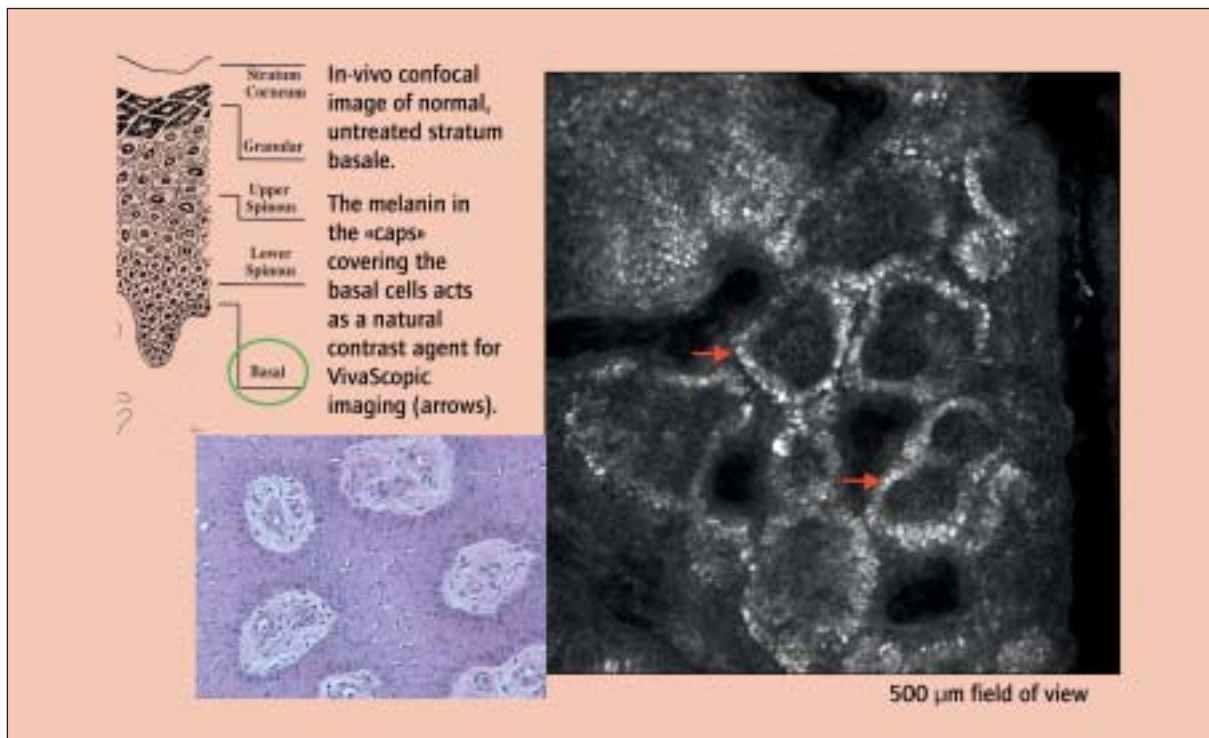 Stratum
Corneum
Granular
Upper
Spinous
Lower
Spinous
Basal
In-vivo confocal
image of normal,
untreated stratum
basale.
The melanin in
the «caps»
covering the
basal cells acts
as a natural
contrast agent for
VivaScopic
imaging (arrows).
500 µm field of view